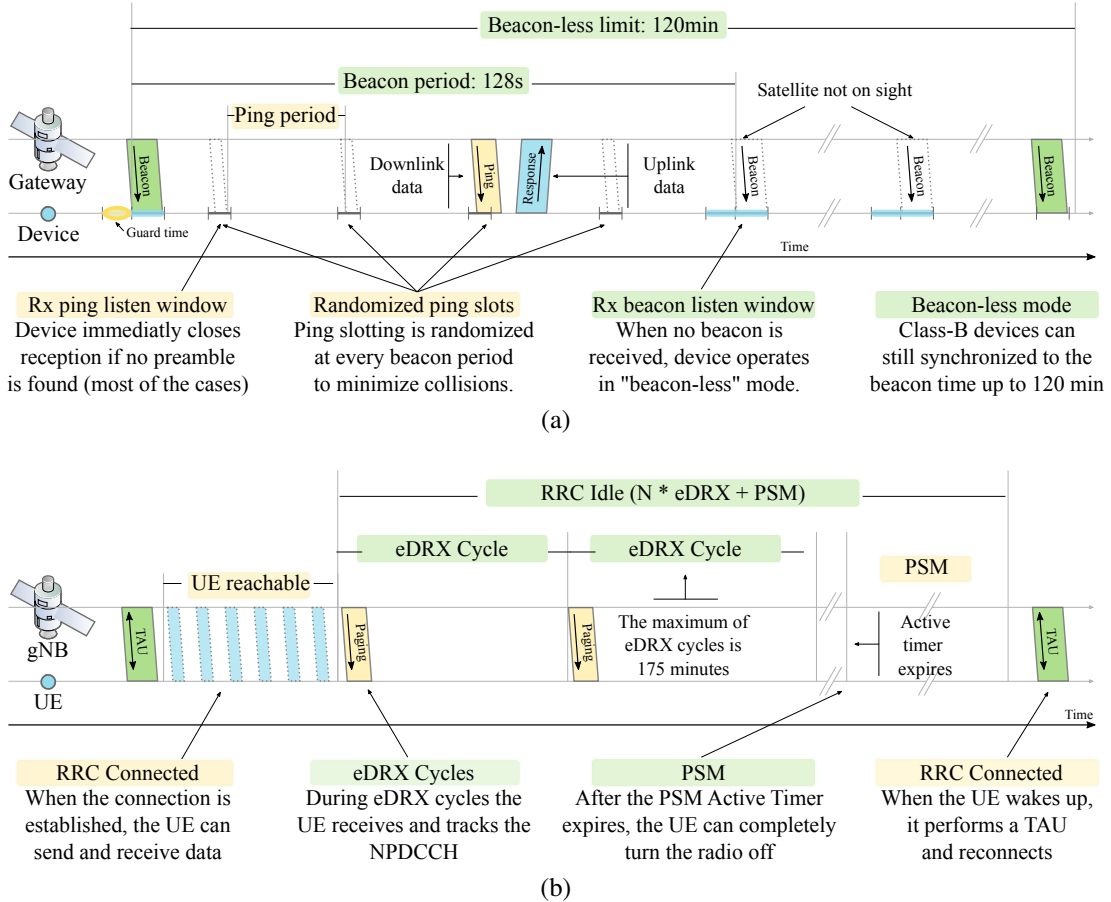 Beacon-less limit: 120min
Beacon period: 128s
Satellite not on sight
Ping period
Gateway
Beacon
Downlink
data
Ping
Response
Uplink
data
Beacon
Beacon
Beacon
Device
Guard time
Time
Rx ping listen window
Device immediatly closes
reception if no preamble
is found (most of the cases)
Randomized ping slots
Ping slotting is randomized
at every beacon period
to minimize collisions.
Rx beacon listen window
When no beacon is
received, device operates
in "beacon-less" mode.
Beacon-less mode
Class-B devices can
still synchronized to the
beacon time up to 120 min
(a)
RRC Idle (N * eDRX + PSM)
eDRX Cycle
eDRX Cycle
UE reachable
PSM
gNB
TAU
Paging
Paging
The maximum of
eDRX cycles is
175 minutes
Active
timer
expires
TAU
UE
Time
RRC Connected
When the connection is
established, the UE can
send and receive data
eDRX Cycles
During eDRX cycles the
UE receives and tracks the
NPDCCH
PSM
After the PSM Active Timer
expires, the UE can completely
turn the radio off
RRC Connected
When the UE wakes up,
it performs a TAU
and reconnects
(b)